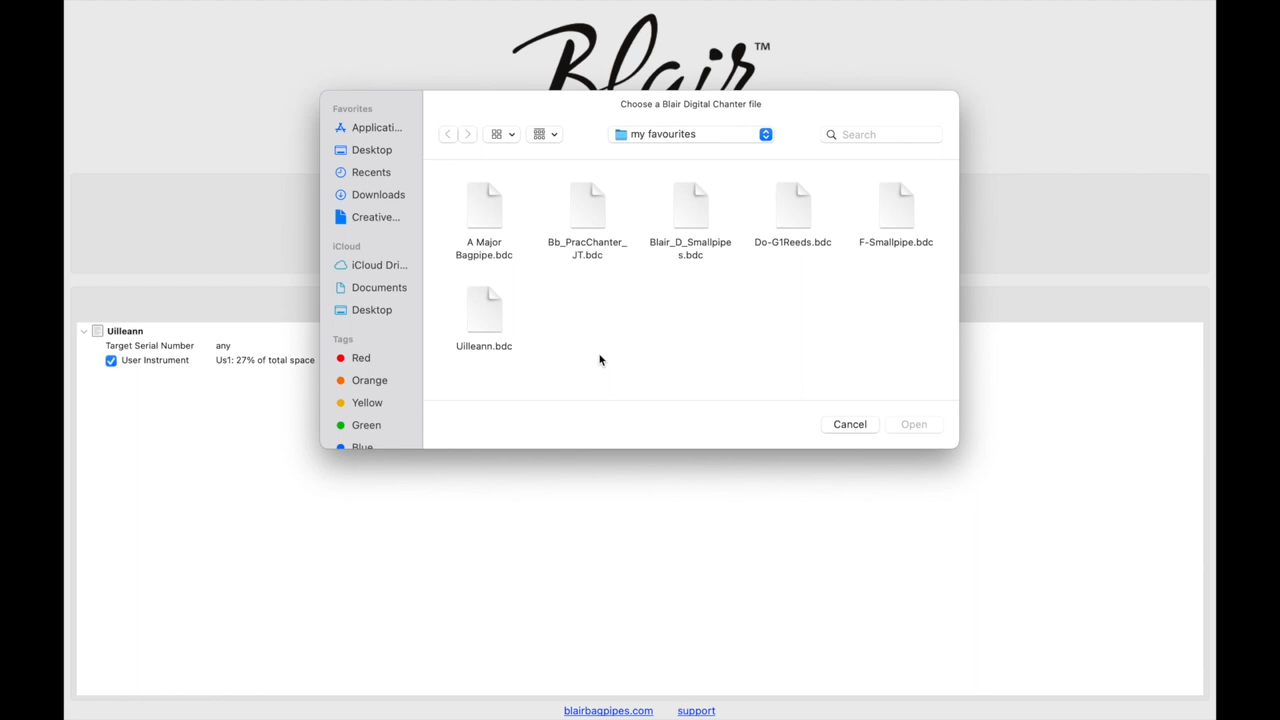 Blair™
Choose a Blair Digital Chanter file
Favorites
Applicati...
Desktop
Recents
Downloads
Creative...
iCloud
iCloud Dri...
Documents
Desktop
Tags
Red
Orange
Yellow
Green
Blue
my favourites
Search
A Major
Bagpipe.bdc
Bb_PracChanter_
JT.bdc
Blair_D_Smallpipe
s.bdc
Do-G1Reeds.bdc
F-Smallpipe.bdc
Uilleann.bdc
Cancel
Open
Uilleann
Target Serial Number any
User Instrument Us1: 27% of total space
blairbagpipes.com support